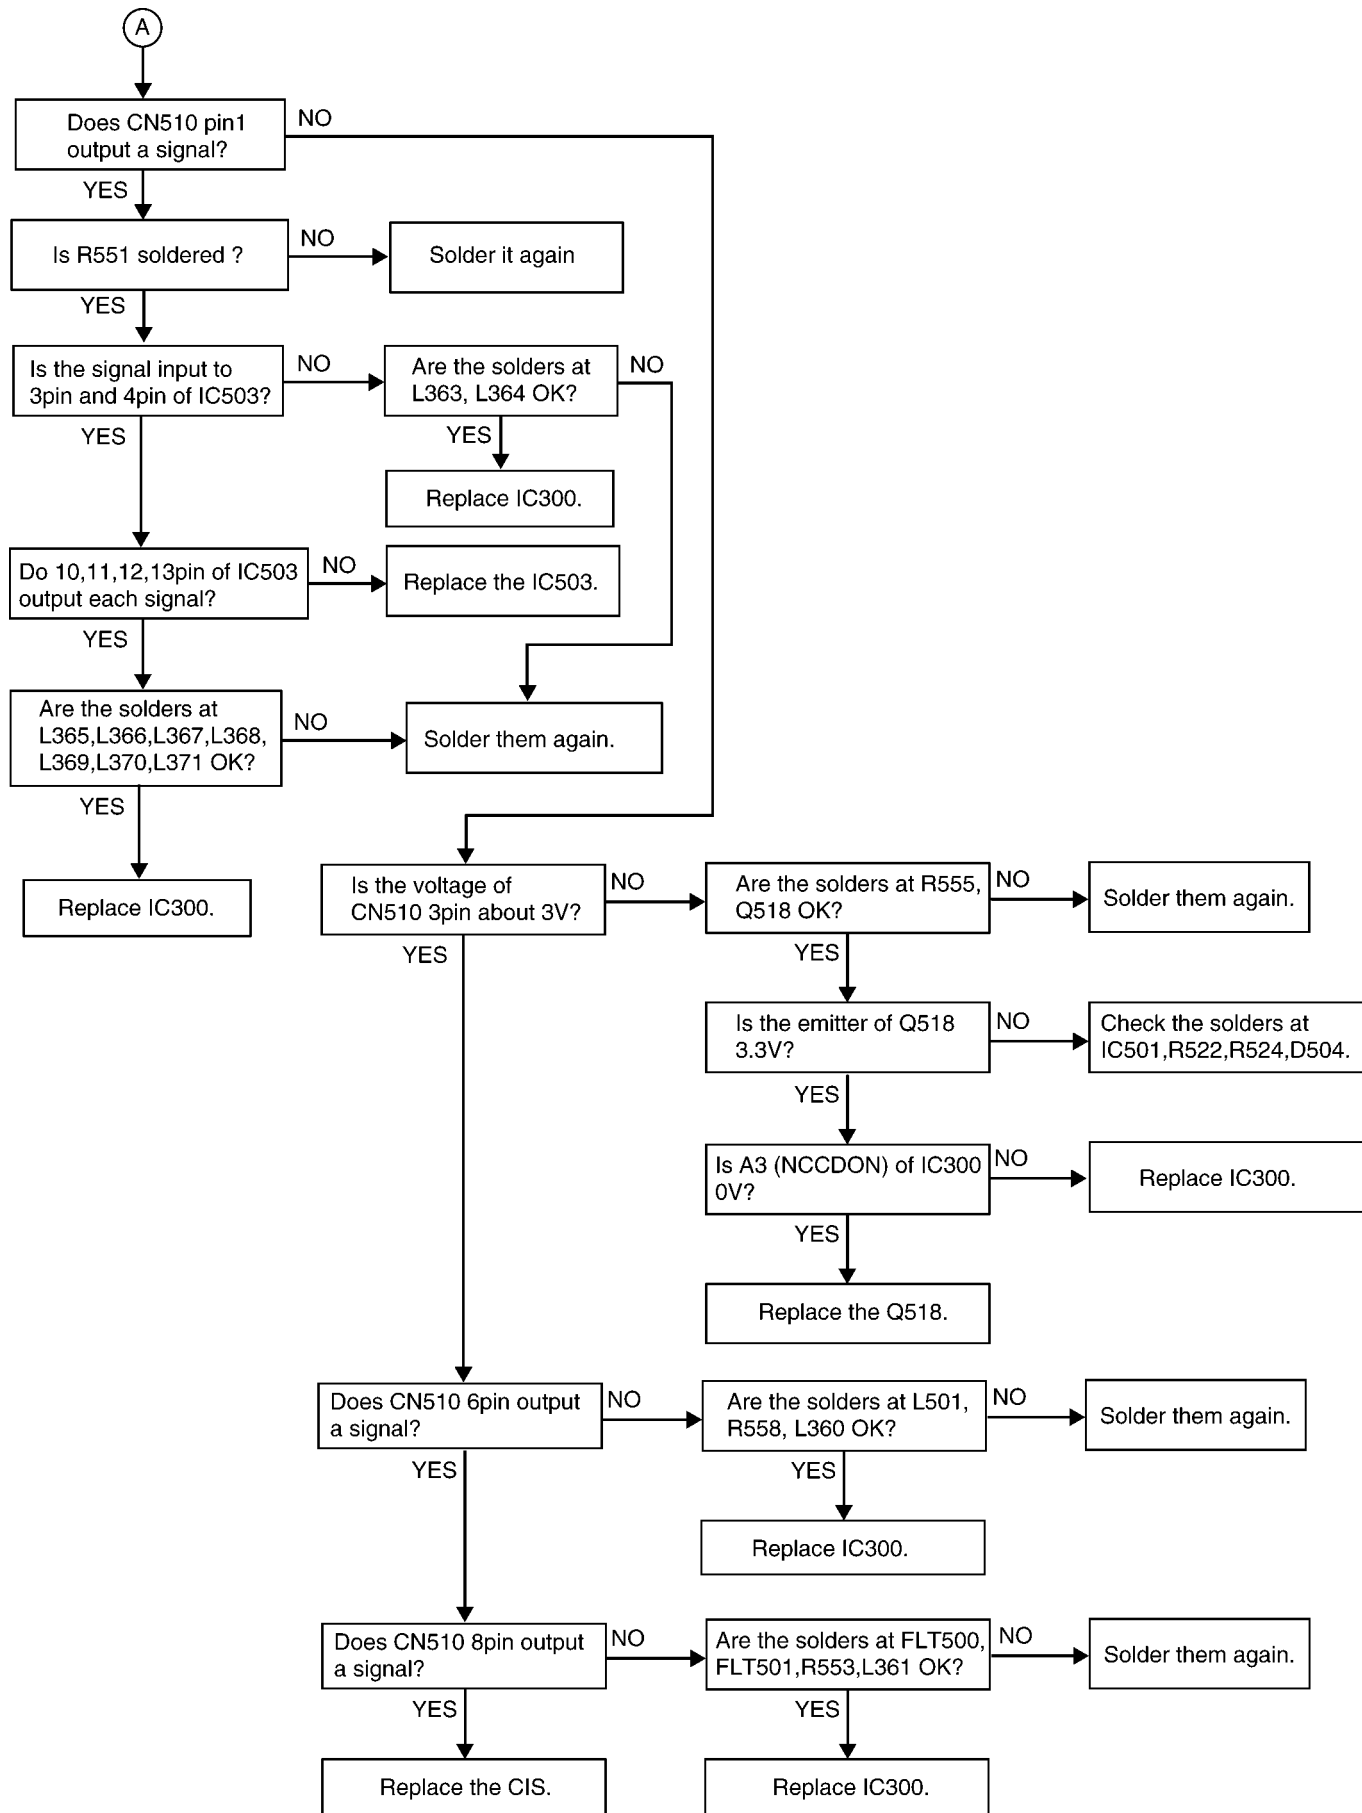 A
Does CN510 pin1
output a signal?
NO
YES
Is R551 soldered ?
NO
Solder it again
YES
Is the signal input to
3pin and 4pin of IC503?
NO
Are the solders at
L363, L364 OK?
NO
YES
YES
Replace IC300.
Do 10,11,12,13pin of IC503
output each signal?
NO
Replace the IC503.
YES
Are the solders at
L365,L366,L367,L368,
L369,L370,L371 OK?
NO
Solder them again.
YES
Replace IC300.
Is the voltage of
CN510 3pin about 3V?
NO
Are the solders at R555,
Q518 OK?
NO
Solder them again.
YES
YES
Is the emitter of Q518
3.3V?
NO
Check the solders at
IC501,R522,R524,D504.
YES
Is A3 (NCCDON) of IC300
0V?
NO
Replace IC300.
YES
Replace the Q518.
Does CN510 6pin output
a signal?
NO
Are the solders at L501,
R558, L360 OK?
NO
Solder them again.
YES
YES
Replace IC300.
Does CN510 8pin output
a signal?
NO
Are the solders at FLT500,
FLT501,R553,L361 OK?
NO
Solder them again.
YES
YES
Replace the CIS.
Replace IC300.